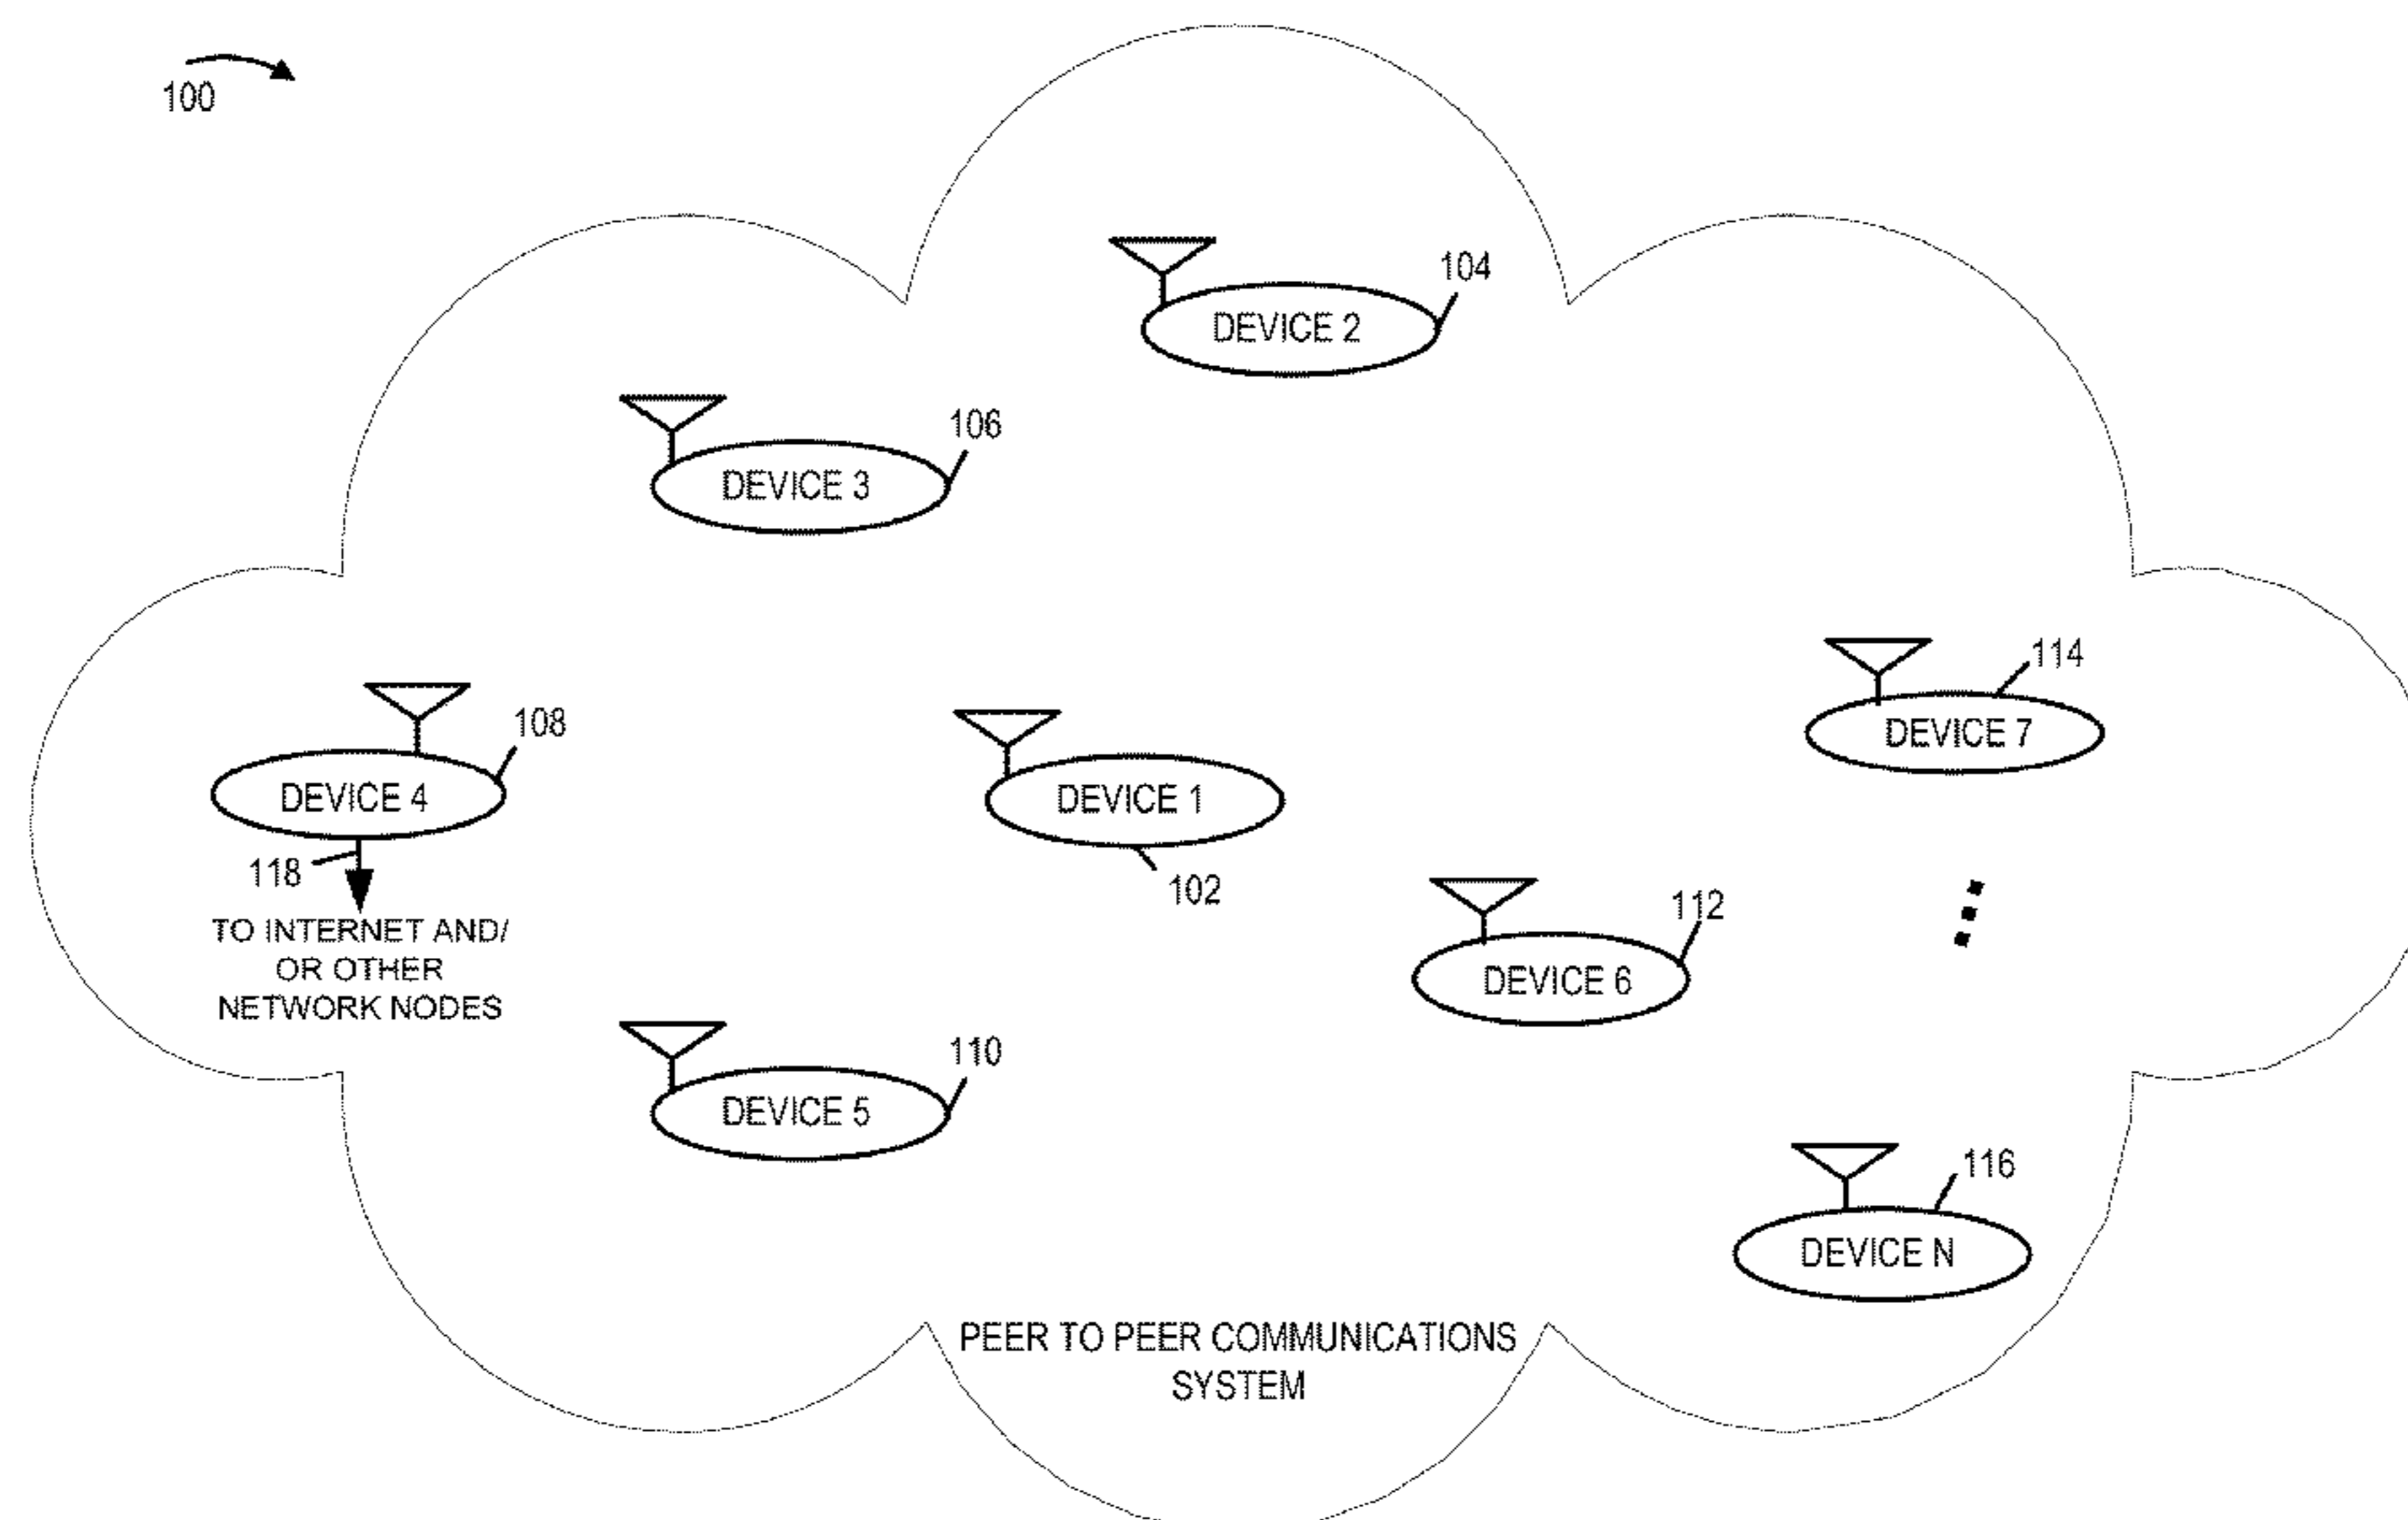 100
104
DEVICE 2
106
DEVICE 3
114
DEVICE 7
108
DEVICE 4
DEVICE 1
118
102
TO INTERNET AND/
OR OTHER
NETWORK NODES
112
DEVICE 6
110
DEVICE 5
116
DEVICE N
PEER TO PEER COMMUNICATIONS
SYSTEM